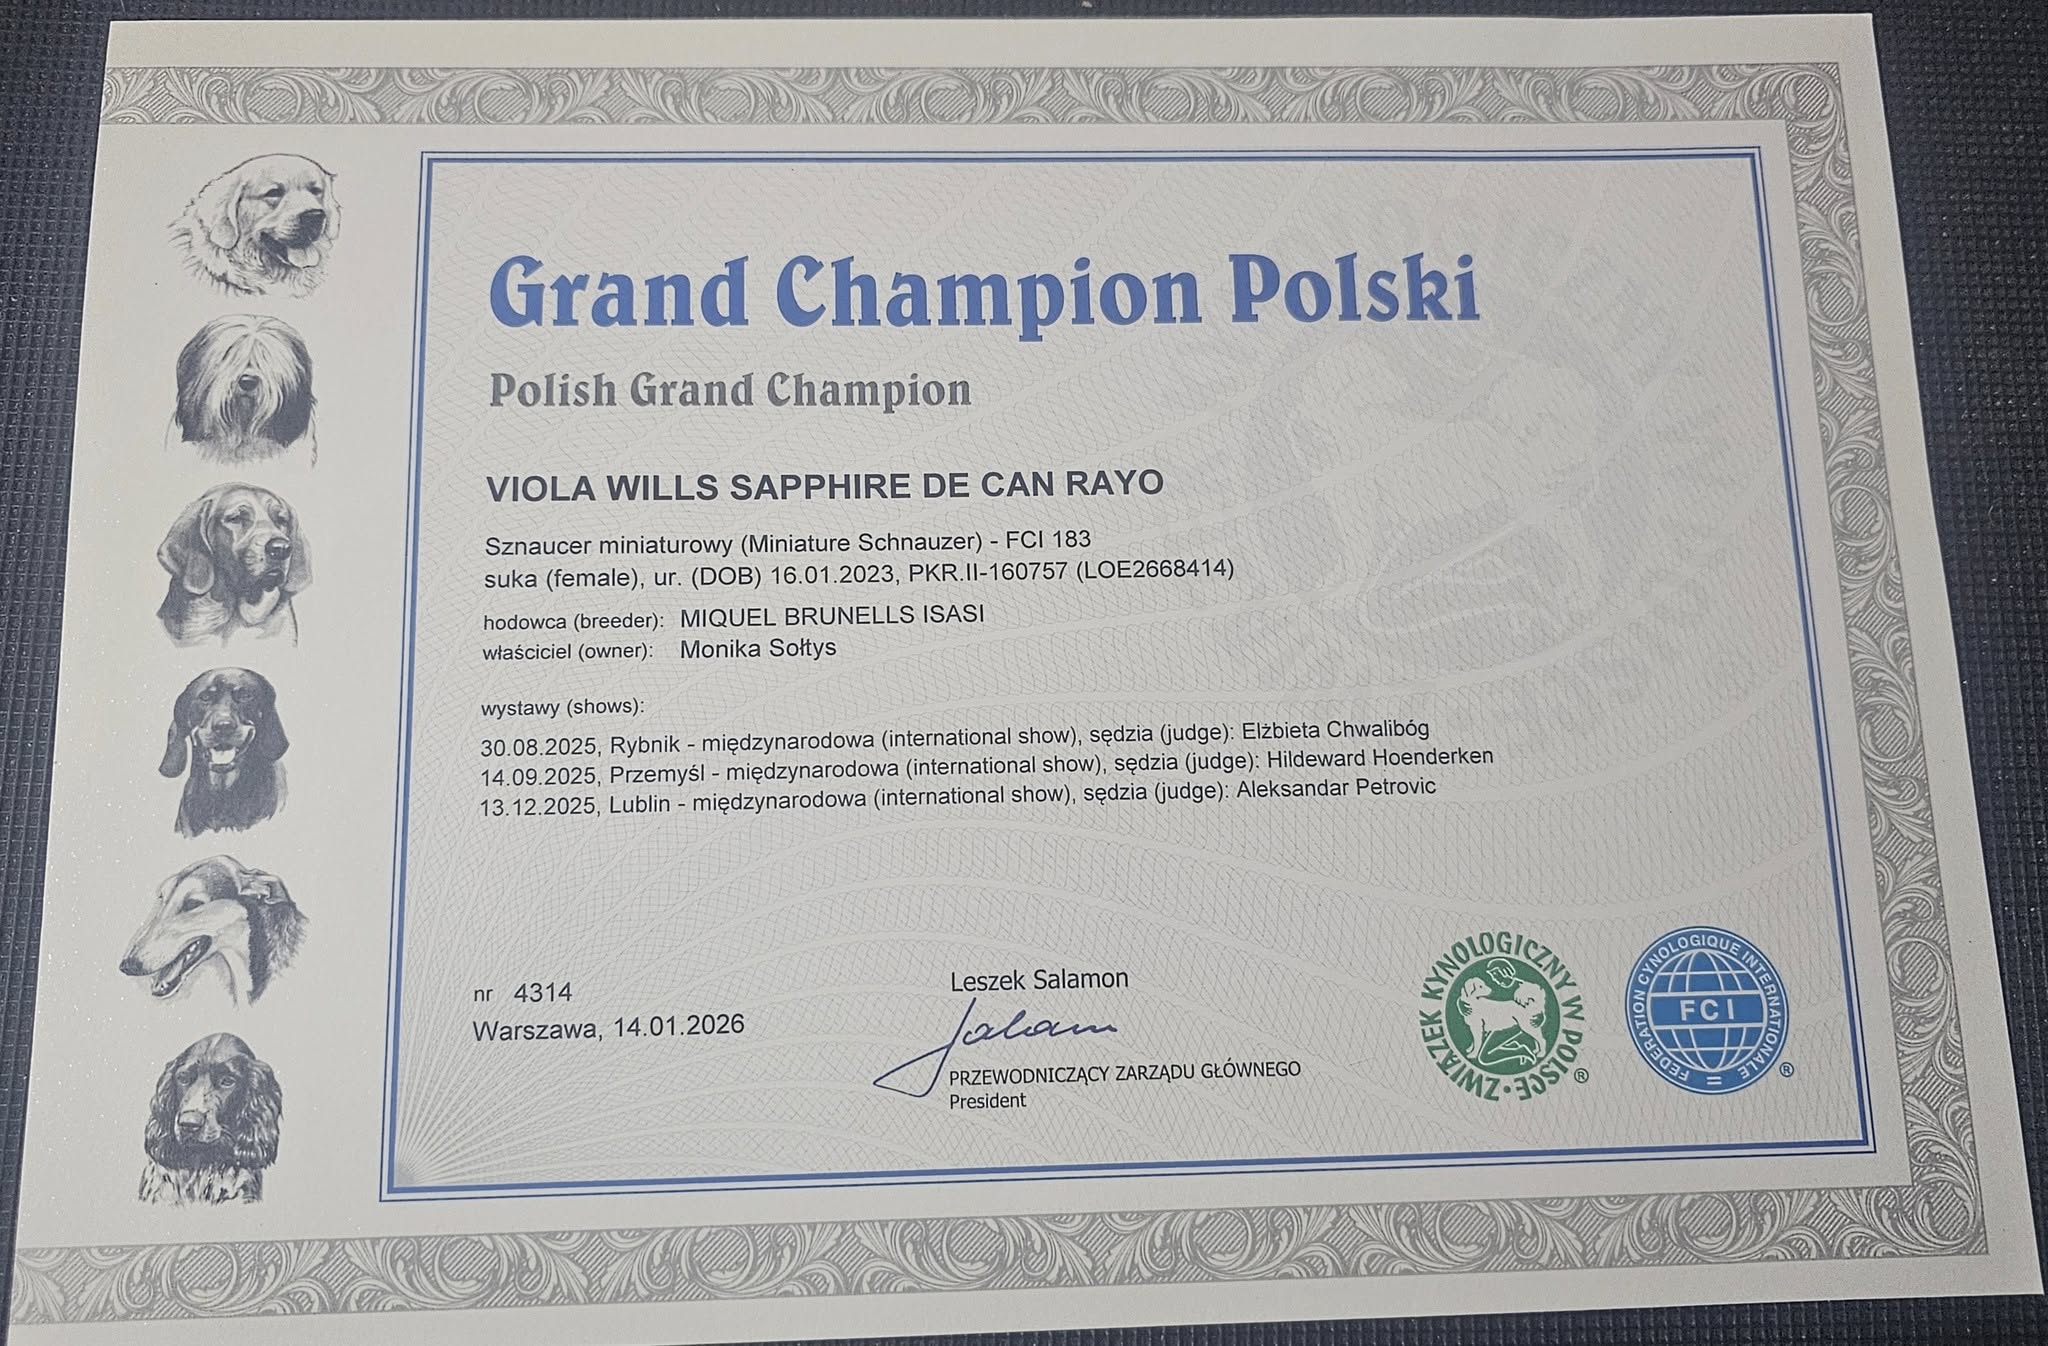 Grand Champion Polski
Polish Grand Champion
VIOLA WILLS SAPPHIRE DE CAN RAYO
Sznaucer miniaturowy (Miniature Schnauzer) - FCI 183
suka (female), ur. (DOB) 16.01.2023, PKR.II-160757 (LOE2668414)
hodowca (breeder): MIQUEL BRUNELLS ISASI
właściciel (owner): Monika Sołtys
wystawy (shows):
30.08.2025, Rybnik - międzynarodowa (international show), sędzia (judge): Elżbieta Chwalibóg
14.09.2025, Przemyśl - międzynarodowa (international show), sędzia (judge): Hildeward Hoenderken
13.12.2025, Lublin - międzynarodowa (international show), sędzia (judge): Aleksandar Petrovic
nr 4314
Warszawa, 14.01.2026
Leszek Salamon
Salamon
PRZEWODNICZĄCY ZARZĄDU GŁÓWNEGO
President
ZWIĄZEK KYNOLOGICZNY W POLSCE ®
FEDERATION CYNOLOGIQUE INTERNATIONALE ®
FCI